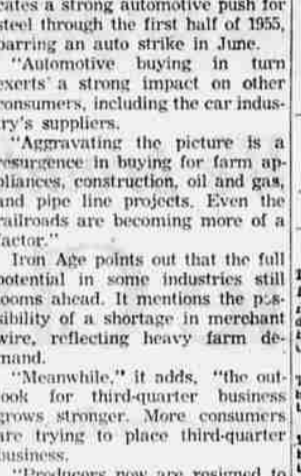 cates a strong automotive push for
steel through the first half of 1955,
barring an auto strike in June.
"Automotive buying in turn
exerts a strong impact on other
consumers, including the car indus-
try's suppliers.
"Aggravating the picture is a
resurgence in buying for farm ap-
pliances, construction, oil and gas,
and pipe line projects. Even the
railroads are becoming more of a
factor."
Iron Age points out that the full
potential in some industries still
looms ahead. It mentions the pos-
sibility of a shortage in merchant
wire, reflecting heavy farm de-
mand.
"Meanwhile," it adds, "the out-
look for third-quarter business
grows stronger. More consumers
are trying to place third-quarter
business.
"Producers now are resigned to